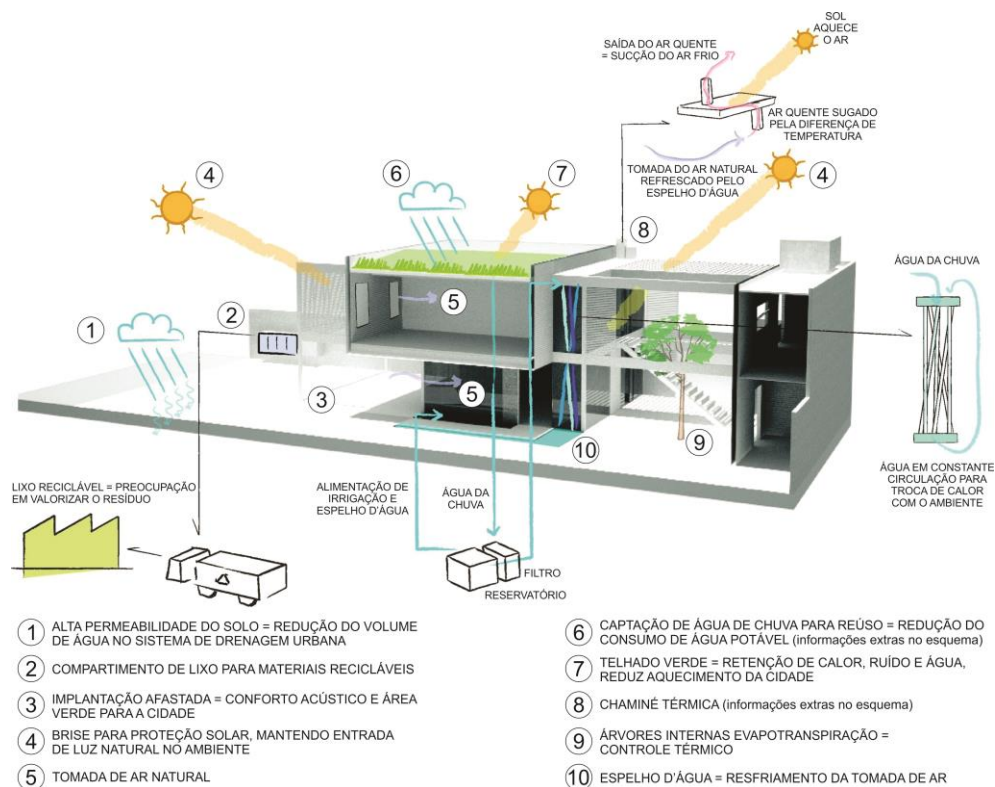 SOL
AQUECE
O AR
SAÍDA DO AR QUENTE
= SUCÇÃO DO AR FRIO
AR QUENTE SUGADO
PELA DIFERENÇA DE
TEMPERATURA
TOMADA DO AR NATURAL
REFRESCADO PELO
ESPELHO D'ÁGUA
4
6
7
4
8
ÁGUA DA CHUVA
5
2
1
3
5
9
10
LIXO RECICLÁVEL = PREOCUPAÇÃO
EM VALORIZAR O RESÍDUO
ALIMENTAÇÃO DE
IRRIGAÇÃO E
ESPELHO D'ÁGUA
ÁGUA DA
CHUVA
ÁGUA EM CONSTANTE
CIRCULAÇÃO PARA
TROCA DE CALOR
COM O AMBIENTE
FILTRO
RESERVATÓRIO
1 ALTA PERMEABILIDADE DO SOLO = REDUÇÃO DO VOLUME
DE ÁGUA NO SISTEMA DE DRENAGEM URBANA
2 COMPARTIMENTO DE LIXO PARA MATERIAIS RECICLÁVEIS
3 IMPLANTAÇÃO AFASTADA = CONFORTO ACÚSTICO E ÁREA
VERDE PARA A CIDADE
4 BRISE PARA PROTEÇÃO SOLAR, MANTENDO ENTRADA
DE LUZ NATURAL NO AMBIENTE
5 TOMADA DE AR NATURAL
6 CAPTAÇÃO DE ÁGUA DE CHUVA PARA REÚSO = REDUÇÃO DO
CONSUMO DE ÁGUA POTÁVEL (informações extras no esquema)
7 TELHADO VERDE = RETENÇÃO DE CALOR, RUÍDO E ÁGUA,
REDUZ AQUECIMENTO DA CIDADE
8 CHAMINÉ TÉRMICA (informações extras no esquema)
9 ÁRVORES INTERNAS EVAPOTRANSPIRAÇÃO =
CONTROLE TÉRMICO
10 ESPELHO D'ÁGUA = RESFRIAMENTO DA TOMADA DE AR